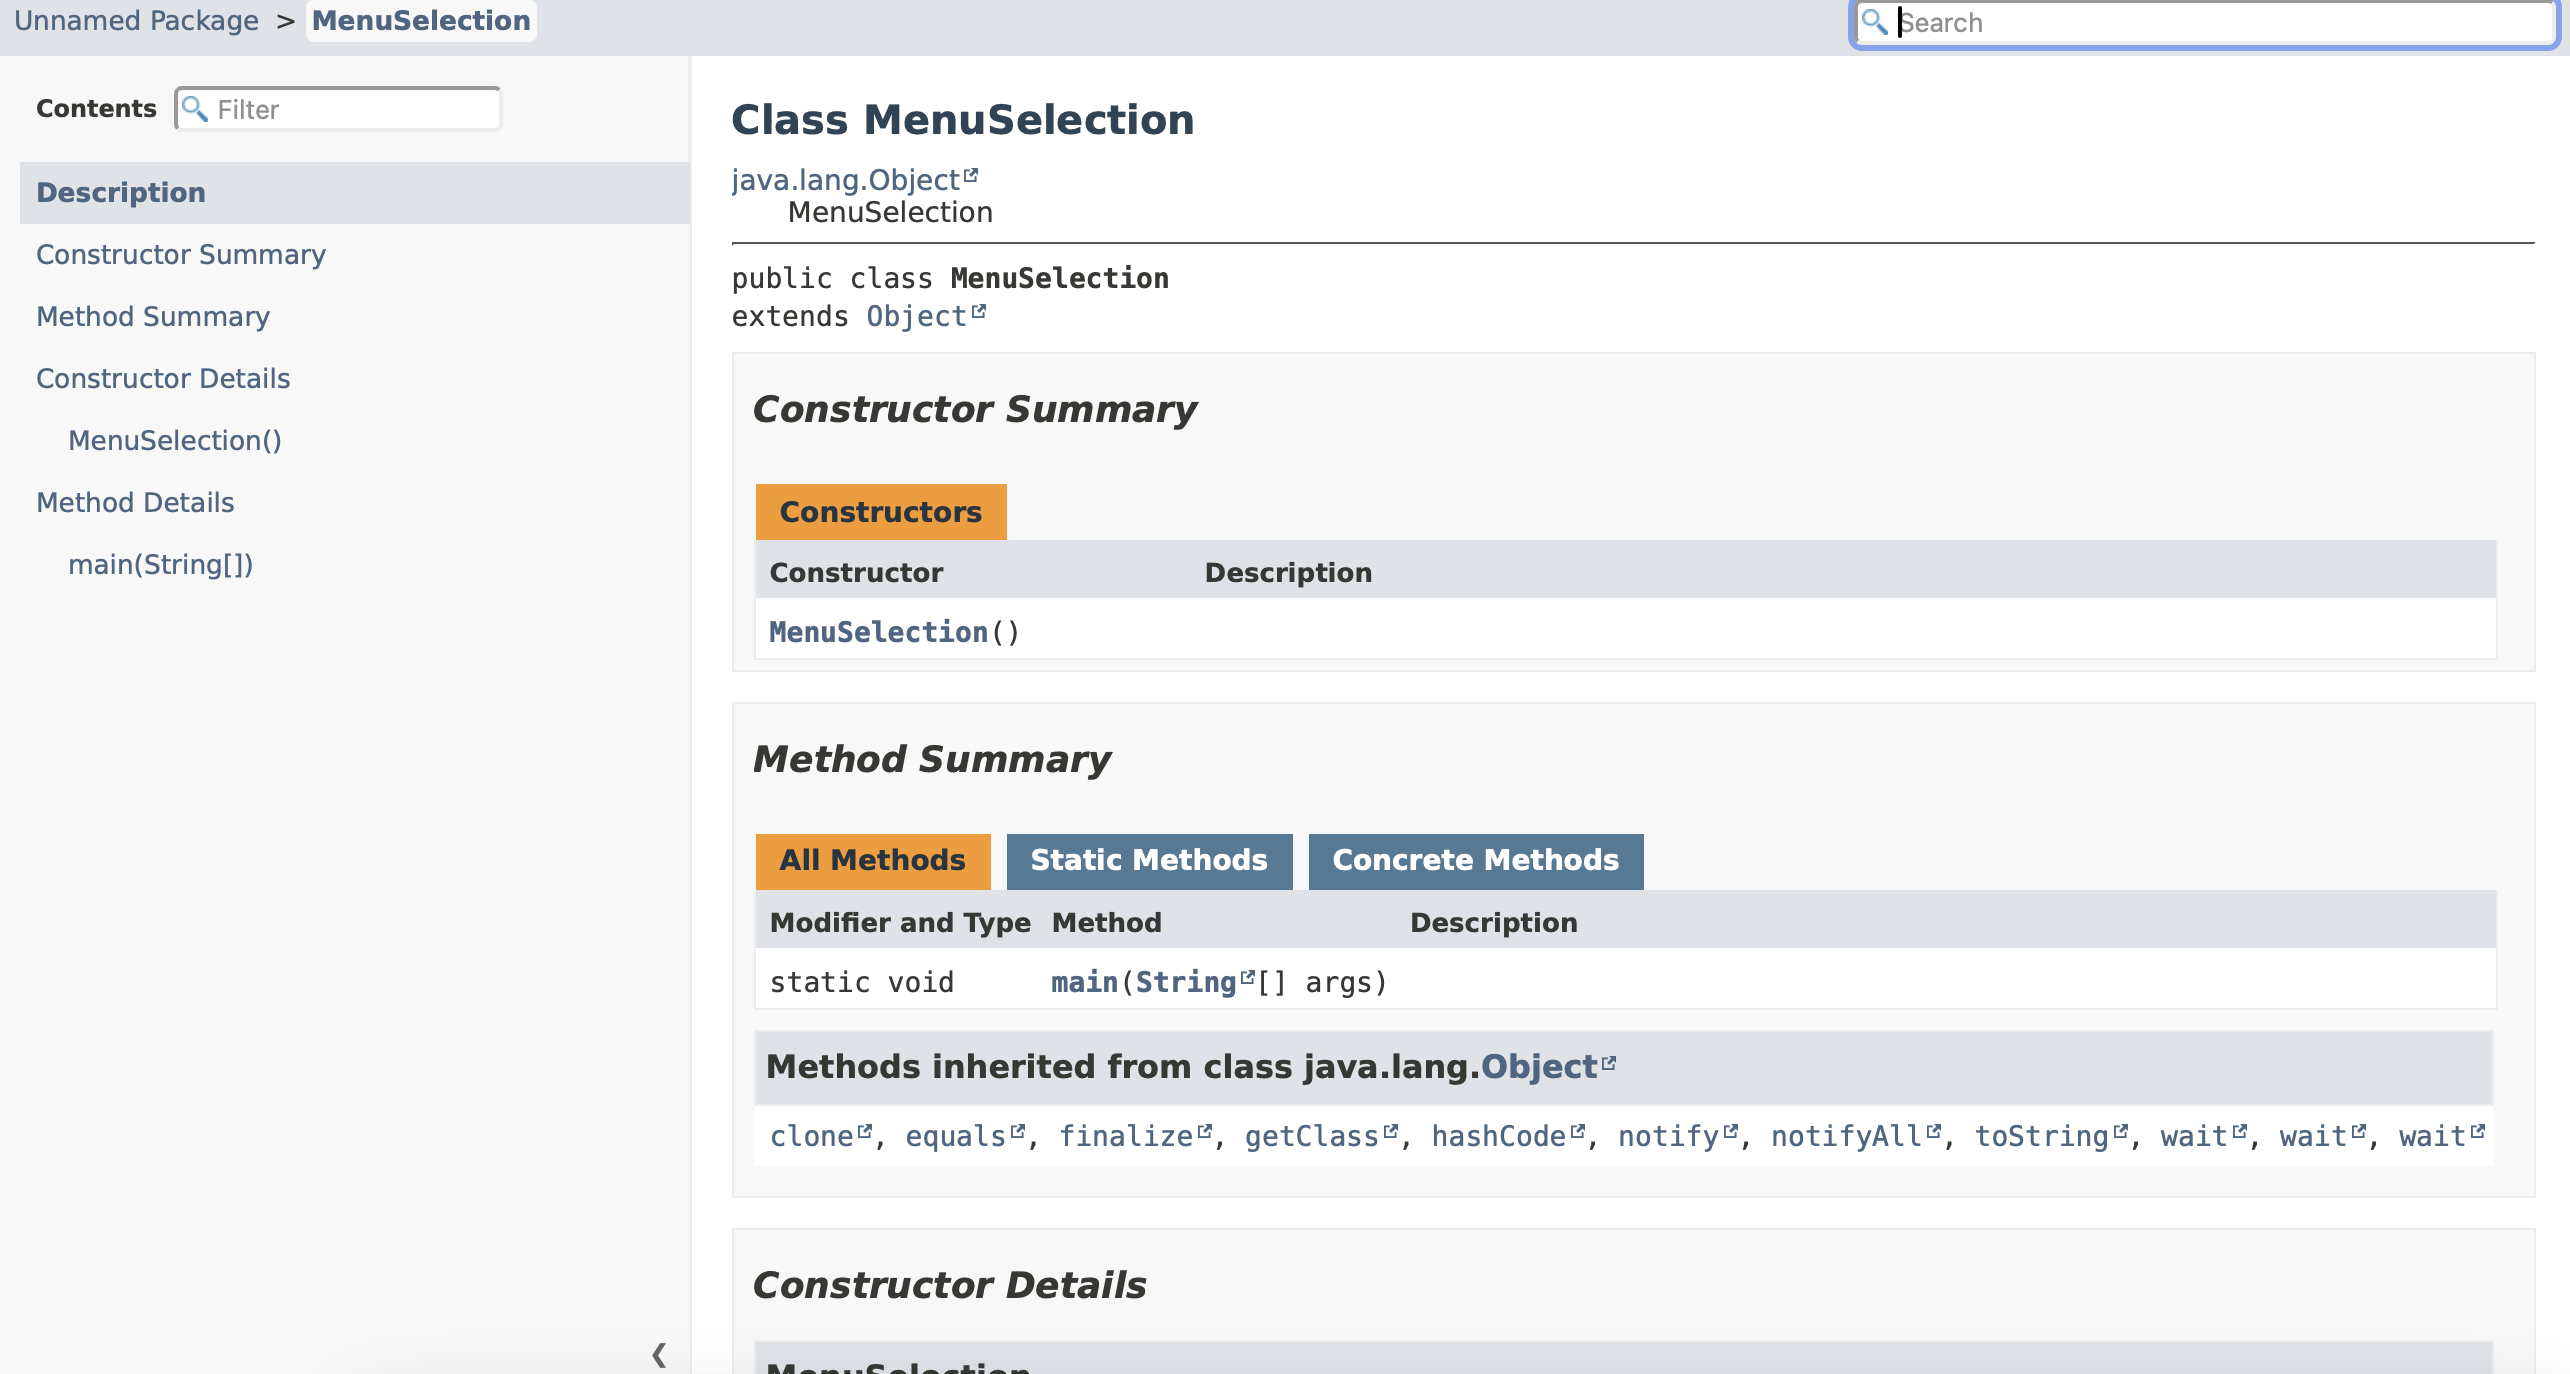 Unnamed Package > MenuSelection
Search
Contents
Filter
Description
Constructor Summary
Method Summary
Constructor Details
MenuSelection()
Method Details
main(String[])
Class MenuSelection
java.lang.Object
MenuSelection
public class MenuSelection
extends Object
Constructor Summary
Constructors
Constructor Description
MenuSelection()
Method Summary
All Methods Static Methods Concrete Methods
Modifier and Type Method Description
static void main(String[] args)
Methods inherited from class java.lang.Object
clone, equals, finalize, getClass, hashCode, notify, notifyAll, toString, wait, wait, wait
Constructor Details
MenuSelection